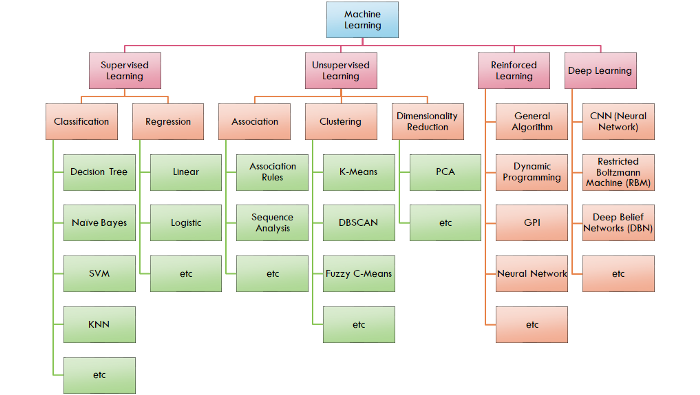 Machine
Learning
Supervised
Learning
Unsupervised
Learning
Reinforced
Learning
Deep Learning
Classification
Regression
Association
Clustering
Dimensionality
Reduction
General
Algorithm
CNN (Neural
Network)
Decision Tree
Linear
Association
Rules
K-Means
PCA
Dynamic
Programming
Restricted
Boltzmann
Machine (RBM)
Naïve Bayes
Logistic
Sequence
Analysis
DBSCAN
etc
GPI
Deep Belief
Networks (DBN)
SVM
etc
etc
Fuzzy C-Means
Neural Network
etc
KNN
etc
etc
etc